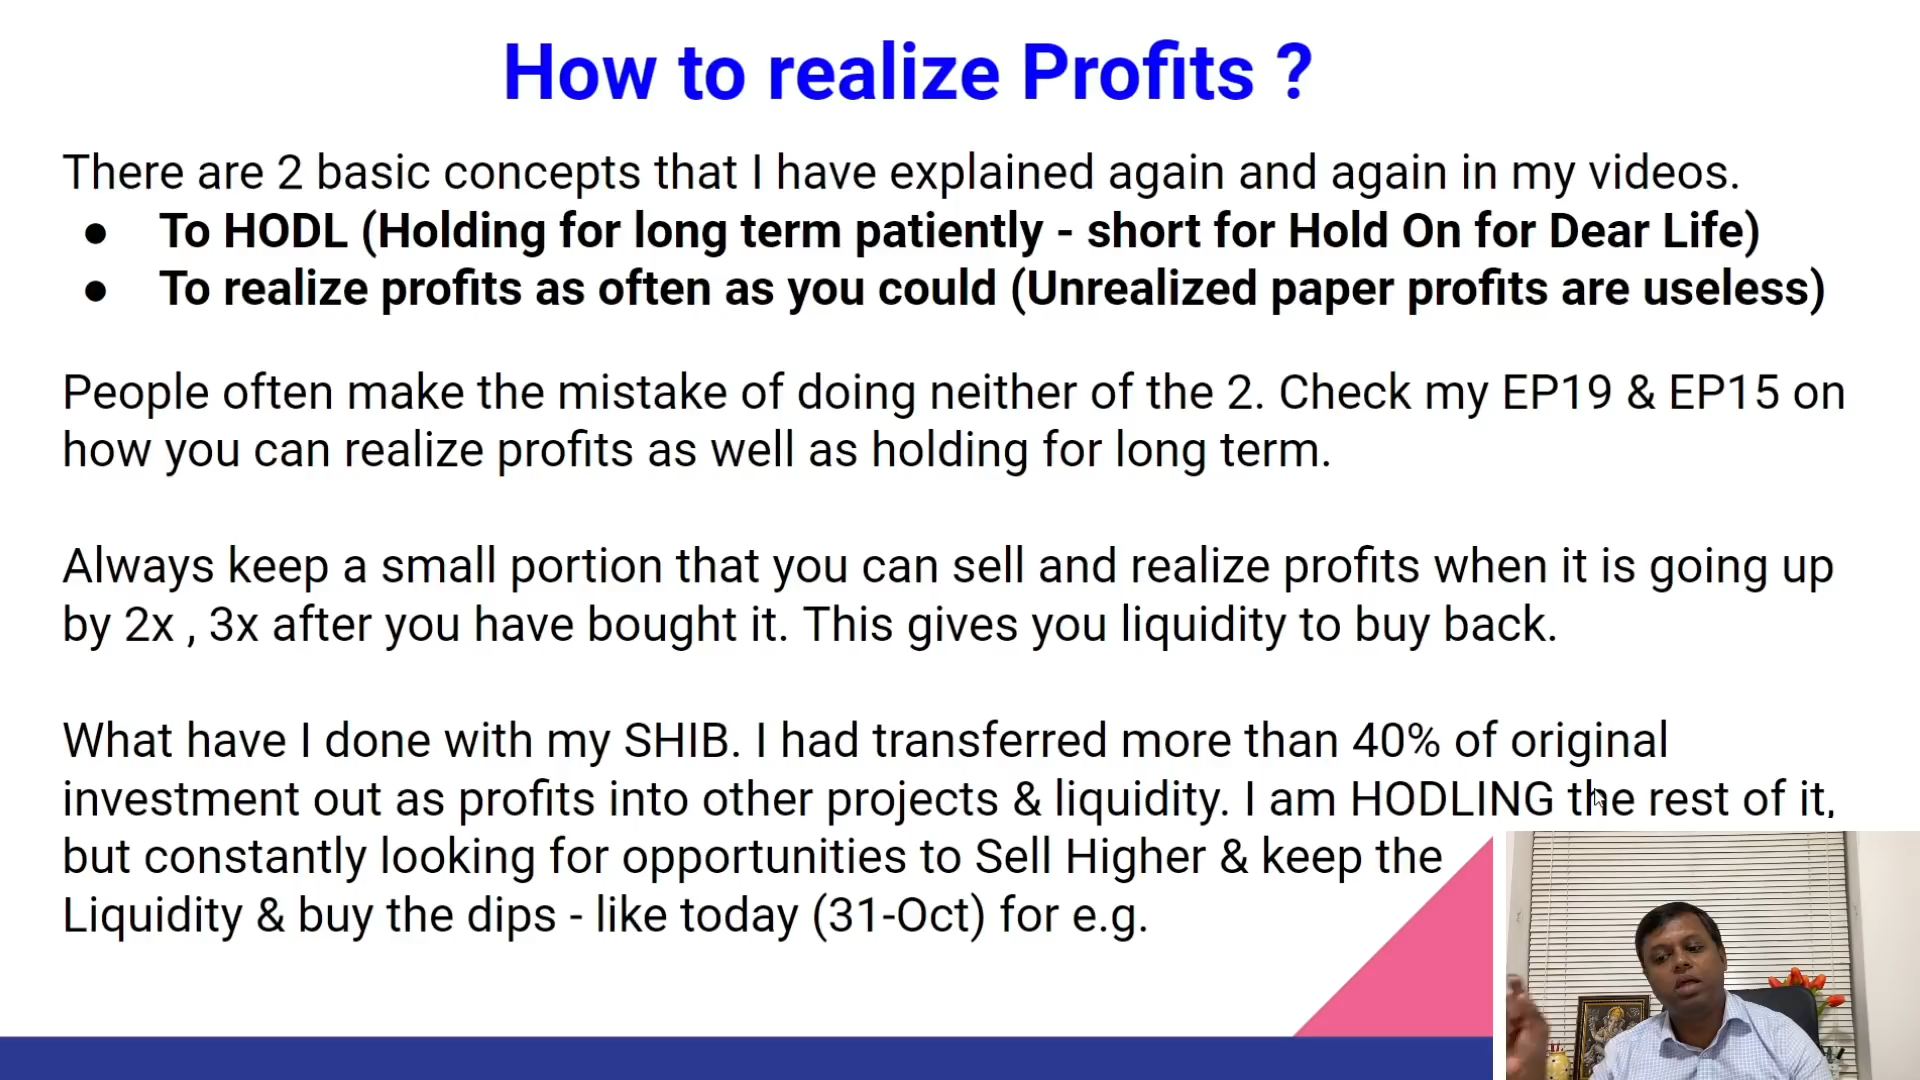 How to realize Profits ?
There are 2 basic concepts that I have explained again and again in my videos.
● To HODL (Holding for long term patiently - short for Hold On for Dear Life)
● To realize profits as often as you could (Unrealized paper profits are useless)
People often make the mistake of doing neither of the 2. Check my EP19 & EP15 on
how you can realize profits as well as holding for long term.
Always keep a small portion that you can sell and realize profits when it is going up
by 2x , 3x after you have bought it. This gives you liquidity to buy back.
What have I done with my SHIB. I had transferred more than 40% of original
investment out as profits into other projects & liquidity. I am HODLING the rest of it,
but constantly looking for opportunities to Sell Higher & keep the
Liquidity & buy the dips - like today (31-Oct) for e.g.